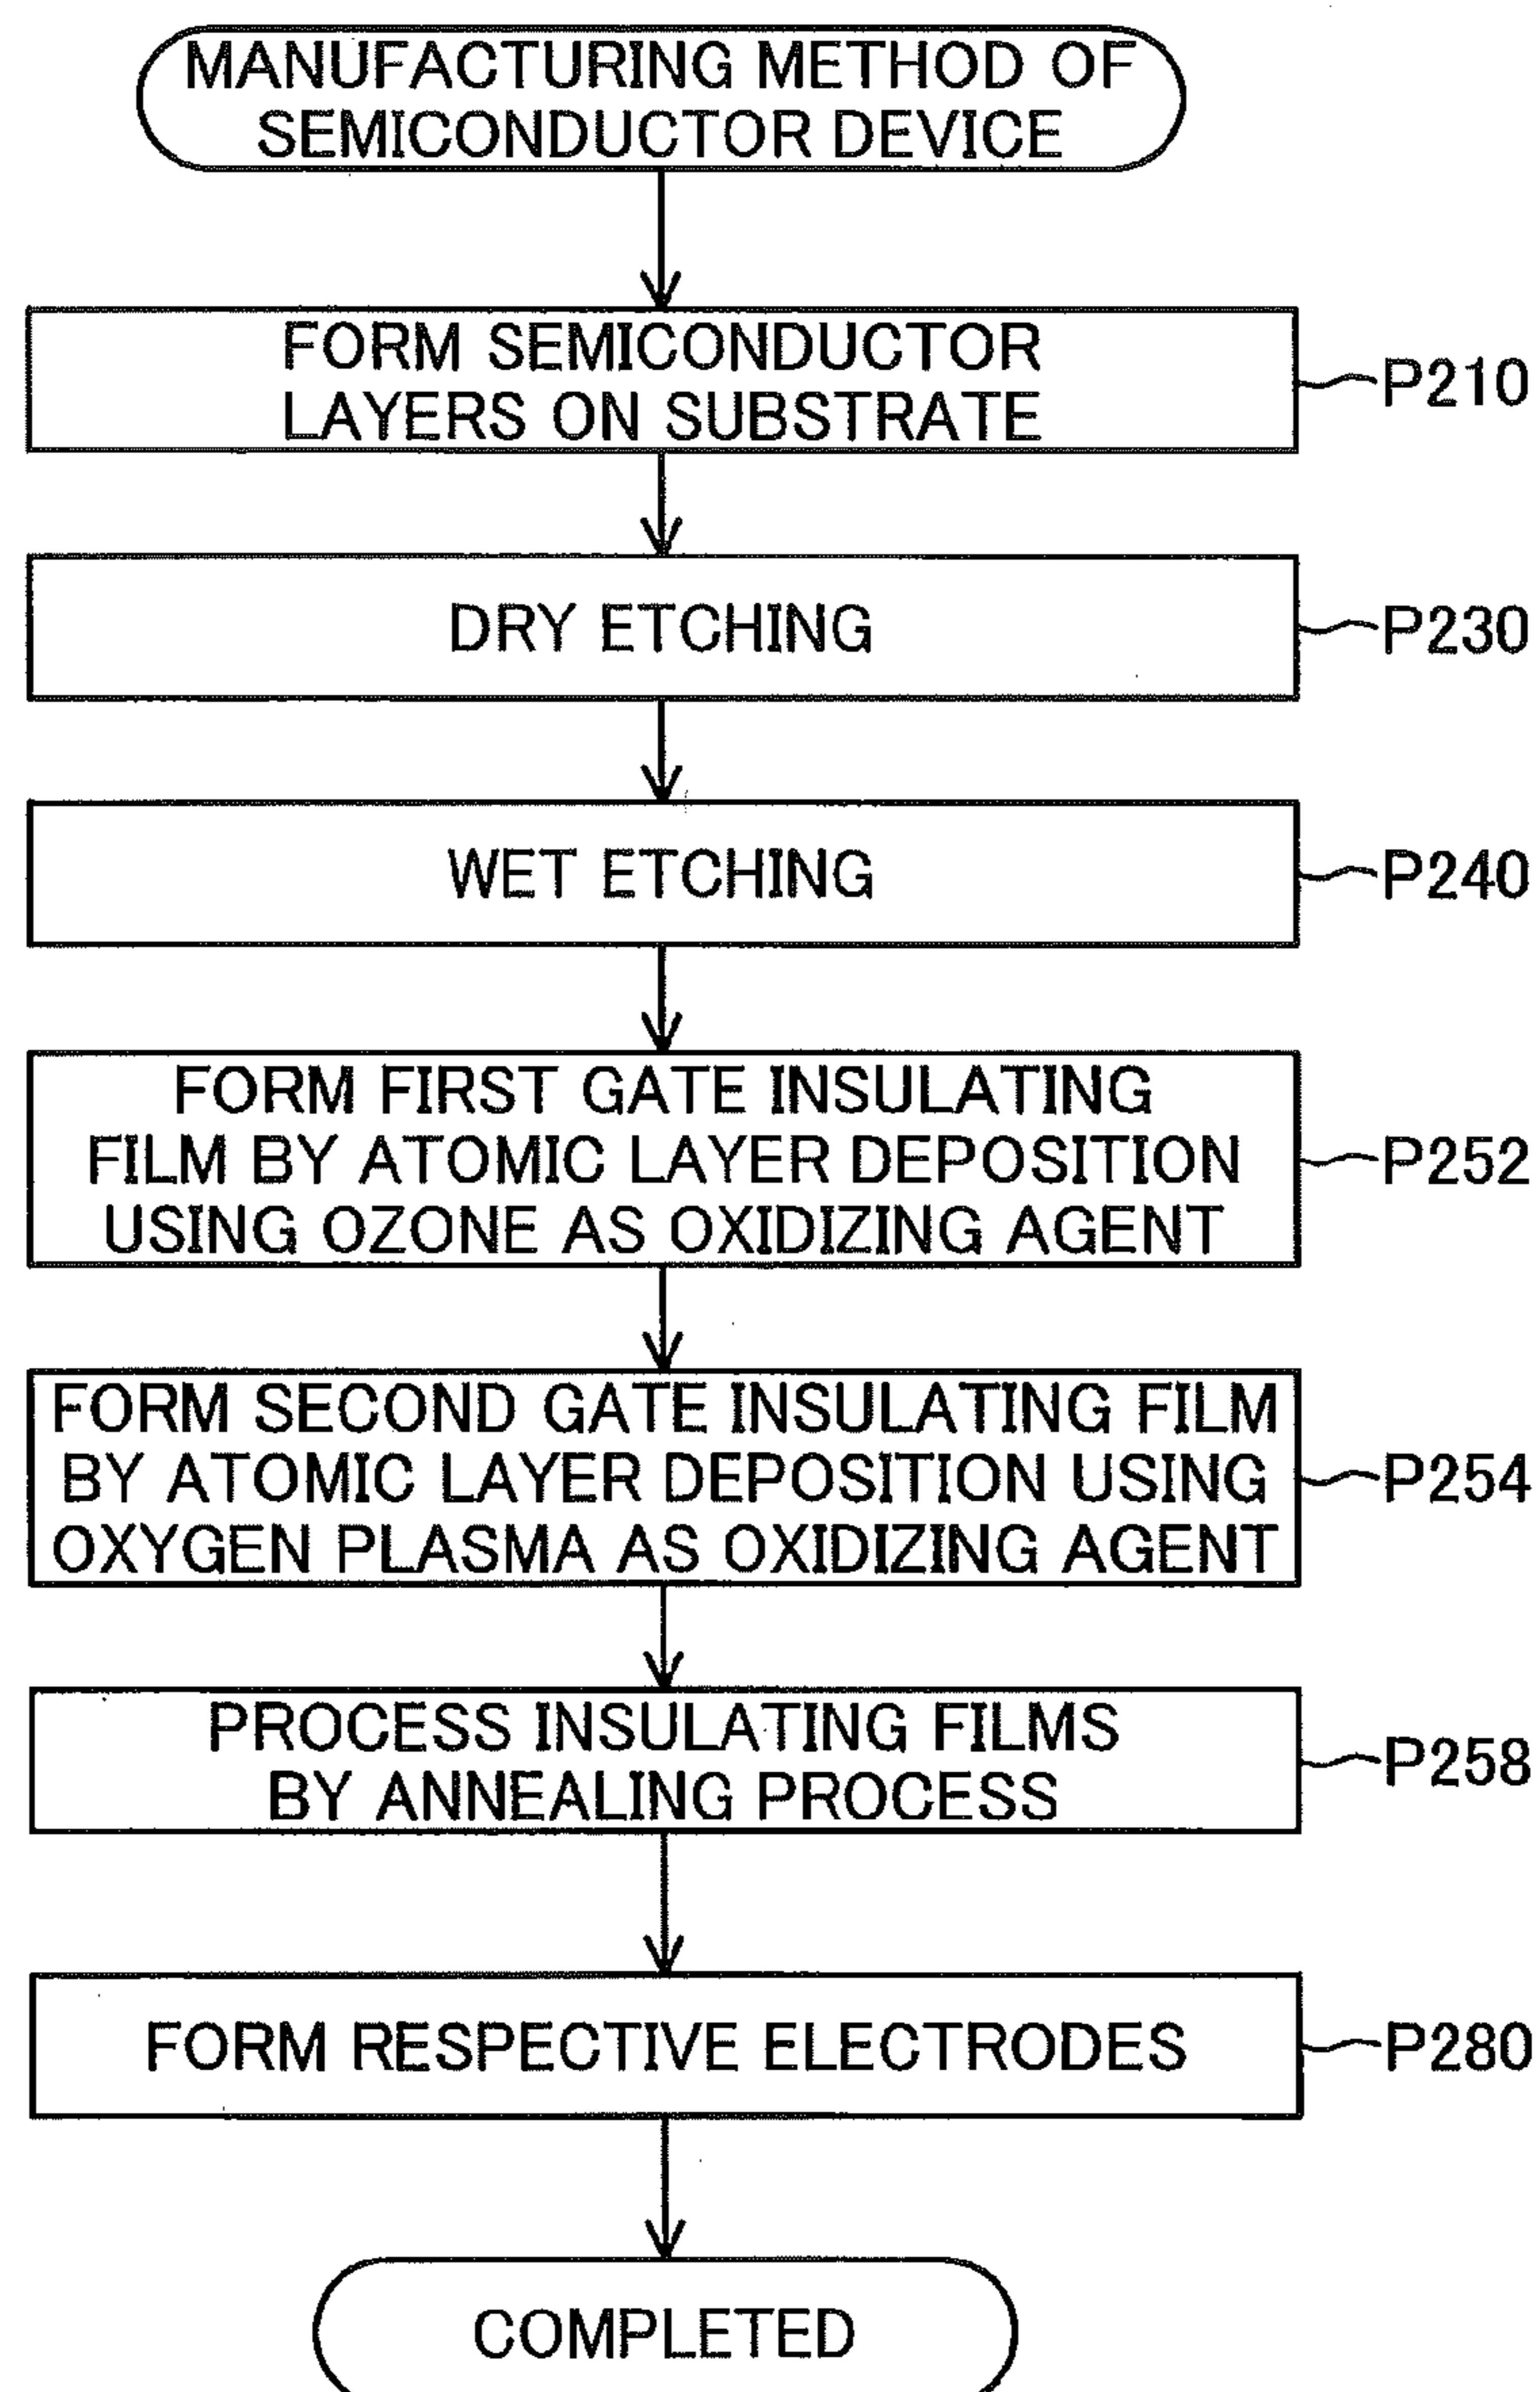 MANUFACTURING METHOD OF
SEMICONDUCTOR DEVICE
FORM SEMICONDUCTOR
LAYERS ON SUBSTRATE
P210
DRY ETCHING
P230
WET ETCHING
P240
FORM FIRST GATE INSULATING
FILM BY ATOMIC LAYER DEPOSITION
USING OZONE AS OXIDIZING AGENT
P252
FORM SECOND GATE INSULATING FILM
BY ATOMIC LAYER DEPOSITION USING
OXYGEN PLASMA AS OXIDIZING AGENT
P254
PROCESS INSULATING FILMS
BY ANNEALING PROCESS
P258
FORM RESPECTIVE ELECTRODES
P280
COMPLETED